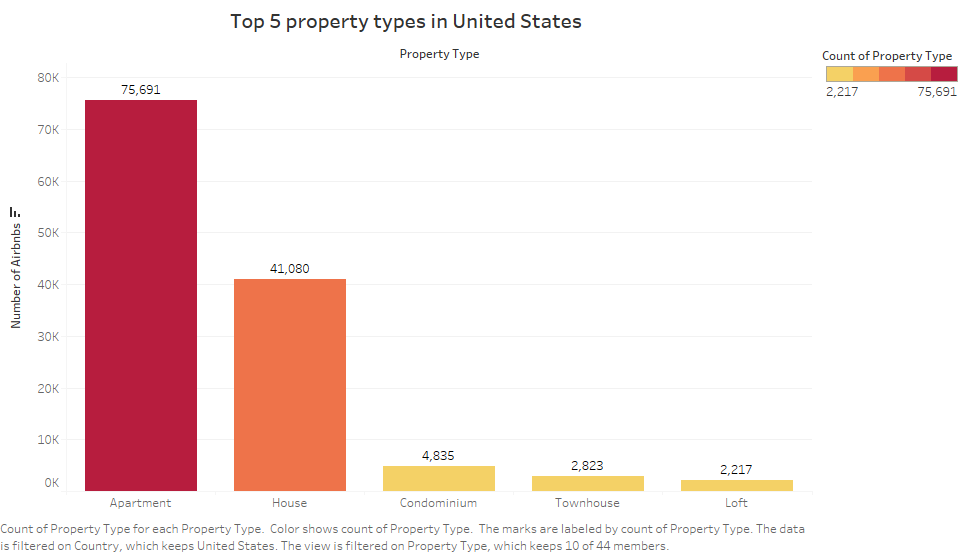 Top 5 property types in United States
Property Type
Count of Property Type
2,217 75,691
Number of Airbnbs
80K
70K
60K
50K
40K
30K
20K
10K
0K
75,691
41,080
4,835
2,823
2,217
Apartment House Condominium Townhouse Loft
Count of Property Type for each Property Type.  Color shows count of Property Type.  The marks are labeled by count of Property Type. The data
is filtered on Country, which keeps United States. The view is filtered on Property Type, which keeps 10 of 44 members.